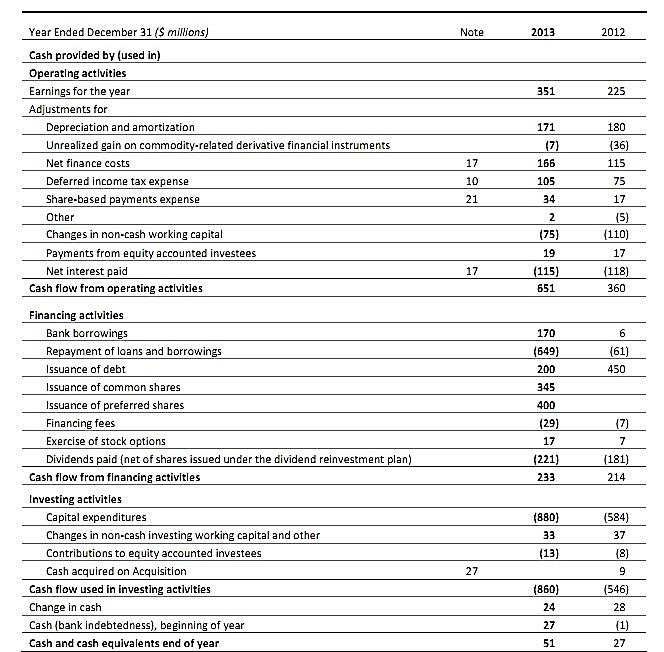 Year Ended December 31 ($ millions) Note 2013 2012
Cash provided by (used in)
Operating activities
Earnings for the year 351 225
Adjustments for
Depreciation and amortization 171 180
Unrealized gain on commodity-related derivative financial instruments (7) (36)
Net finance costs 17 166 115
Deferred income tax expense 10 105 75
Share-based payments expense 21 34 17
Other 2 (5)
Changes in non-cash working capital (75) (110)
Payments from equity accounted investees 19 17
Net interest paid 17 (115) (118)
Cash flow from operating activities 651 360
Financing activities
Bank borrowings 170 6
Repayment of loans and borrowings (649) (61)
Issuance of debt 200 450
Issuance of common shares 345
Issuance of preferred shares 400
Financing fees (29) (7)
Exercise of stock options 17 7
Dividends paid (net of shares issued under the dividend reinvestment plan) (221) (181)
Cash flow from financing activities 233 214
Investing activities
Capital expenditures (880) (584)
Changes in non-cash investing working capital and other 33 37
Contributions to equity accounted investees (13) (8)
Cash acquired on Acquisition 27 9
Cash flow used in investing activities (860) (546)
Change in cash 24 28
Cash (bank indebtedness), beginning of year 27 (1)
Cash and cash equivalents end of year 51 27